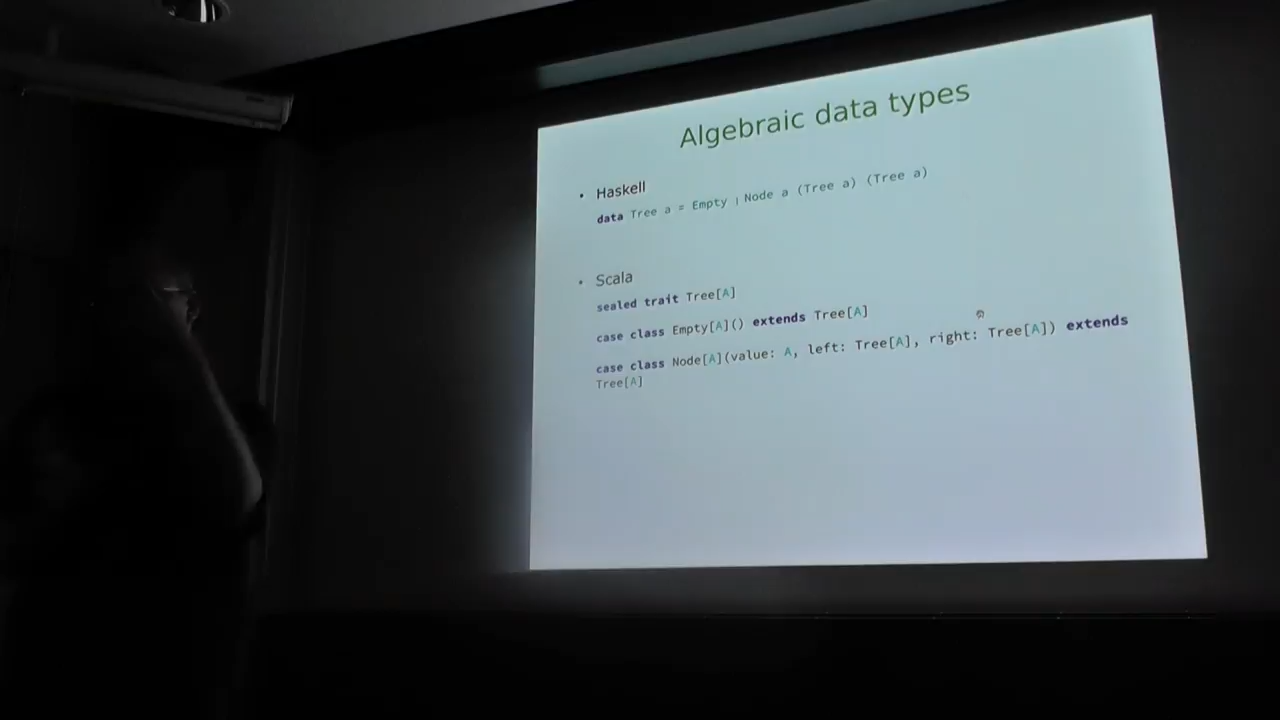 Algebraic data types
• Haskell
data Tree a = Empty | Node a (Tree a) (Tree a)
• Scala
sealed trait Tree[A]
case class Empty[A]() extends Tree[A]
case class Node[A](value: A, left: Tree[A], right: Tree[A]) extends
Tree[A]